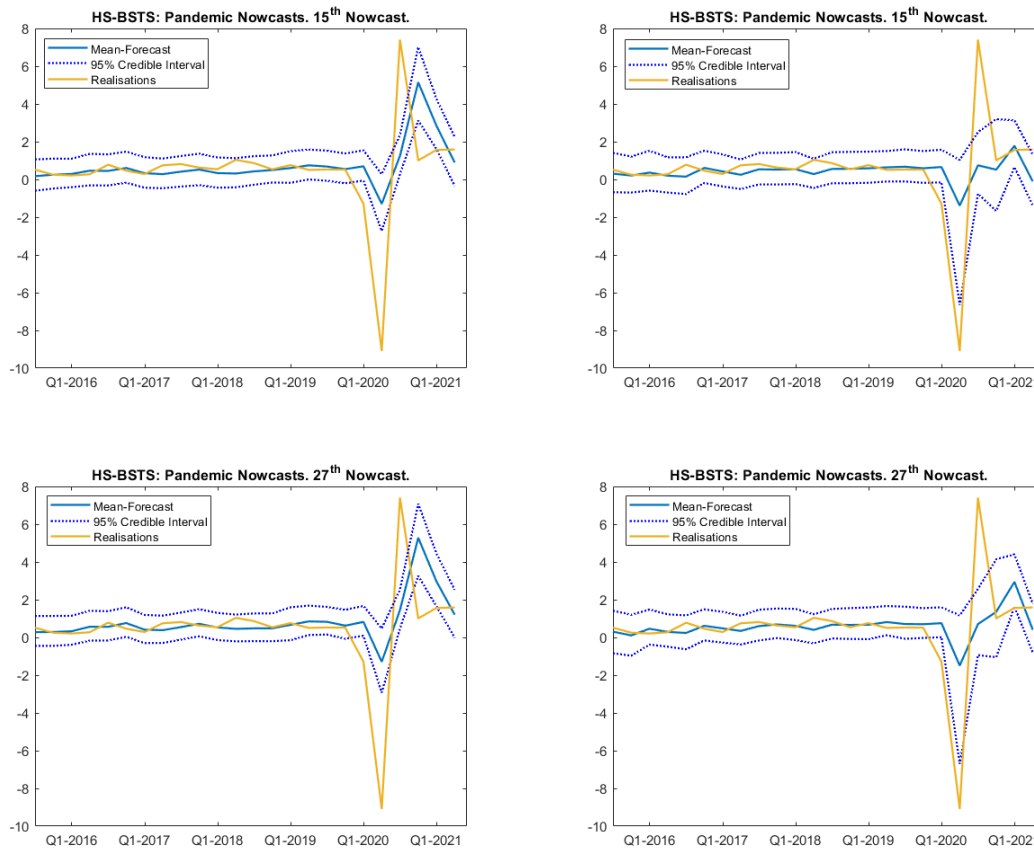 HS-BSTS: Pandemic Nowcasts. 15th Nowcast.
Mean-Forecast
95% Credible Interval
Realisations
8
6
4
2
0
-2
-4
-6
-8
-10
Q1-2016 Q1-2017 Q1-2018 Q1-2019 Q1-2020 Q1-2021
HS-BSTS: Pandemic Nowcasts. 15th Nowcast.
Mean-Forecast
95% Credible Interval
Realisations
8
6
4
2
0
-2
-4
-6
-8
-10
Q1-2016 Q1-2017 Q1-2018 Q1-2019 Q1-2020 Q1-202
HS-BSTS: Pandemic Nowcasts. 27th Nowcast.
Mean-Forecast
95% Credible Interval
Realisations
8
6
4
2
0
-2
-4
-6
-8
-10
Q1-2016 Q1-2017 Q1-2018 Q1-2019 Q1-2020 Q1-2021
HS-BSTS: Pandemic Nowcasts. 27th Nowcast.
Mean-Forecast
95% Credible Interval
Realisations
8
6
4
2
0
-2
-4
-6
-8
-10
Q1-2016 Q1-2017 Q1-2018 Q1-2019 Q1-2020 Q1-202